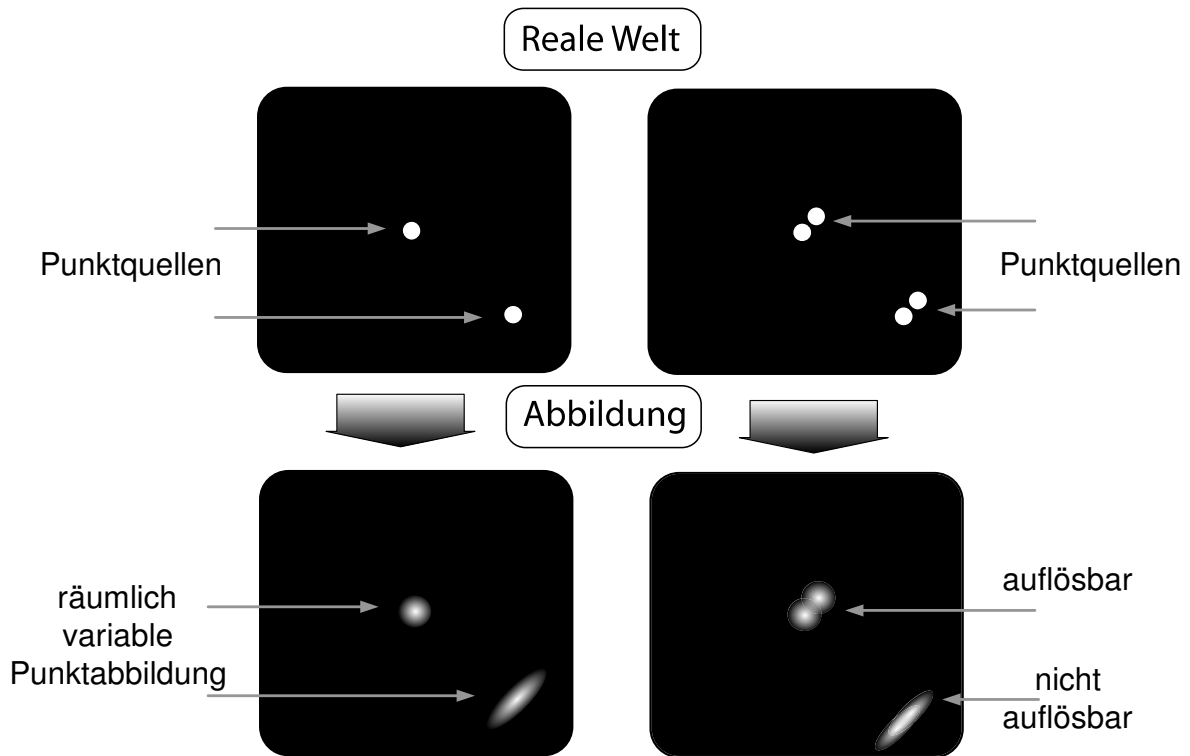 Reale Welt
Punktquellen
Punktquellen
Abbildung
räumlich
variable
Punktabbildung
auflösbar
nicht
auflösbar